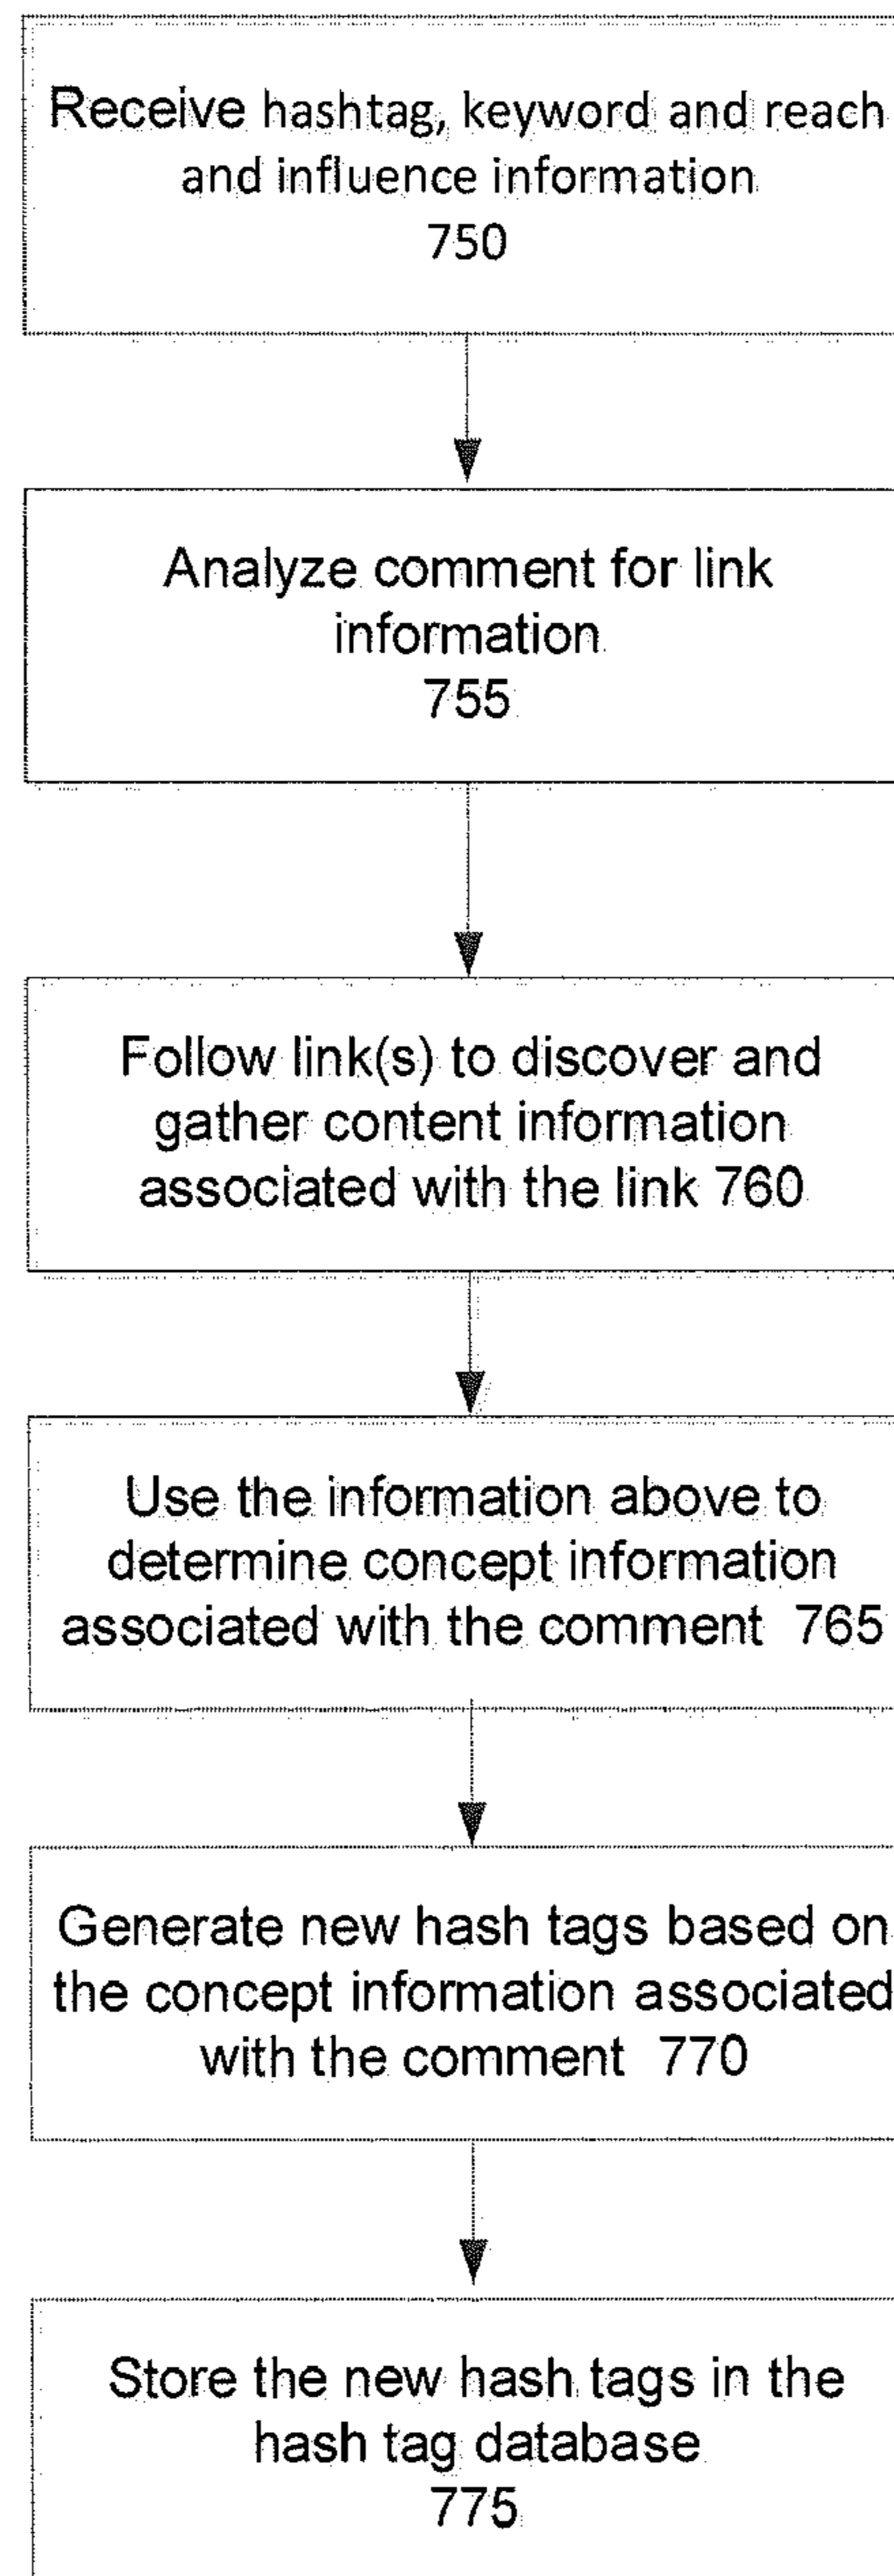 Receive hashtag, keyword and reach
and influence information
750
Analyze comment for link
information
755
Follow link(s) to discover and
gather content information
associated with the link 760
Use the information above to
determine concept information
associated with the comment 765
Generate new hash tags based on
the concept information associated
with the comment 770
Store the new hash tags in the
hash tag database
775